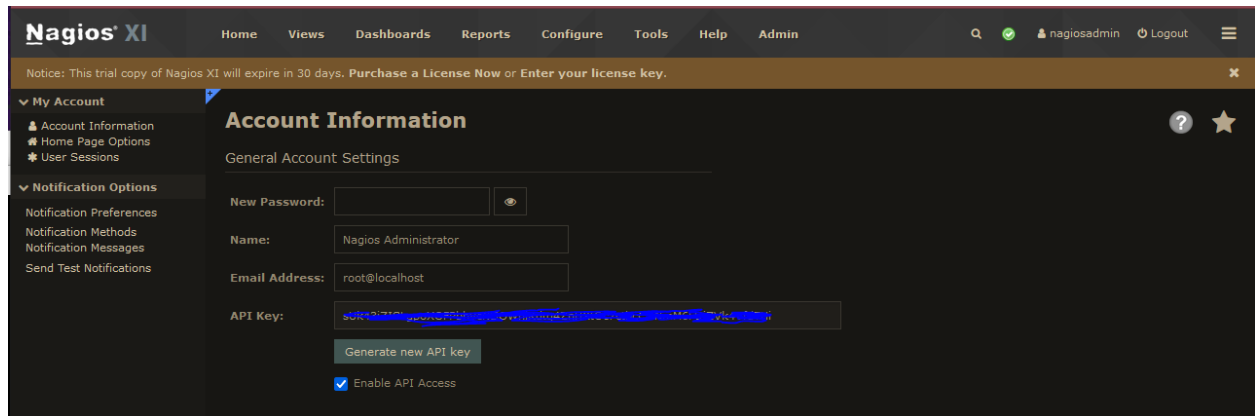 Nagios® XI
Home Views Dashboards Reports Configure Tools Help Admin
nagiosadmin Logout
Notice: This trial copy of Nagios XI will expire in 30 days. Purchase a License Now or Enter your license key.
My Account
Account Information
Home Page Options
User Sessions
Notification Options
Notification Preferences
Notification Methods
Notification Messages
Send Test Notifications
Account Information
General Account Settings
New Password:
Name: Nagios Administrator
Email Address: root@localhost
API Key:
Generate new API key
Enable API Access